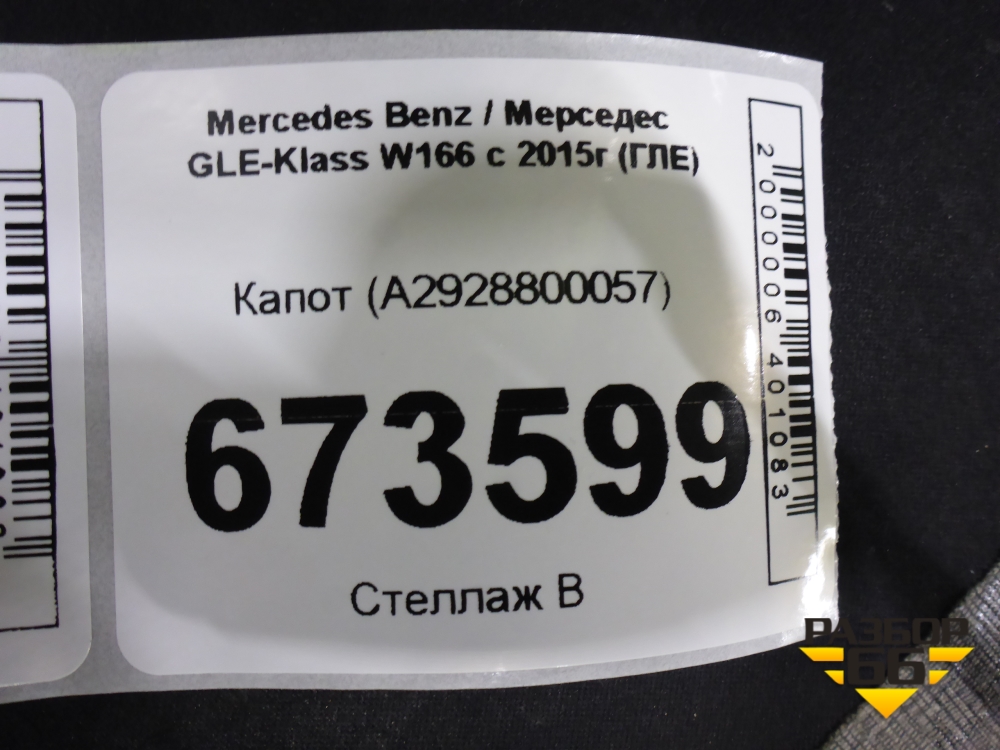 Mercedes Benz / Мерседес
GLE-Klass W166 с 2015г (ГЛЕ)
Капот (A2928800057)
673599
Стеллаж В
2000006401083
РАЗБОР
66